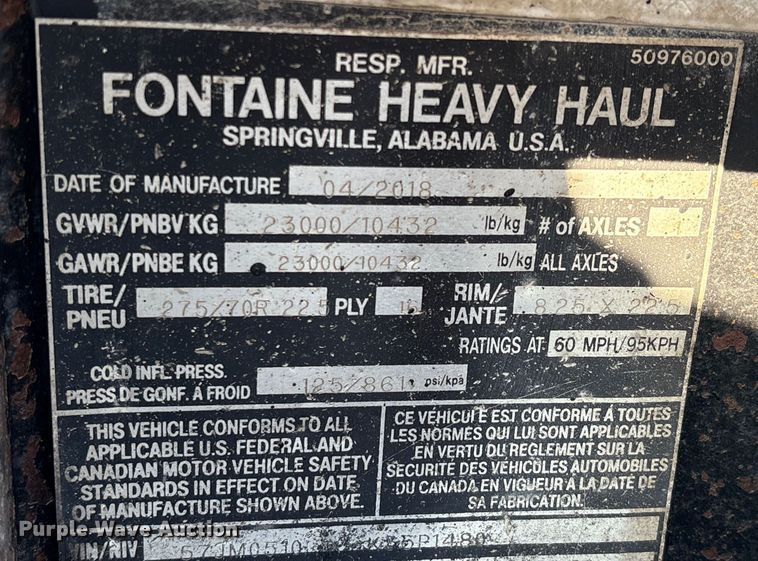 50976000
RESP. MFR.
FONTAINE HEAVY HAUL
SPRINGVILLE, ALABAMA U.S.A.
DATE OF MANUFACTURE 04/2018
GVWR/PNBV KG 23000/10432 lb/kg # of AXLES
GAWR/PNBE KG 23000/10432 lb/kg ALL AXLES
TIRE/ PNEU 275/70R 22.5 PLY 16 RIM/ JANTE 8.25 X 22.5
RATINGS AT 60 MPH/95KPH
COLD INFL. PRESS.
PRESS. DE GONF. A FROID 125/861 psi/kpa
THIS VEHICLE CONFORMS TO ALL
APPLICABLE U.S. FEDERAL AND
CANADIAN MOTOR VEHICLE SAFETY
STANDARDS IN EFFECT ON DATE
OF MANUFACTURE SHOWN ABOVE.
CE VÉHICULE EST CONFORME À TOUTES
LES NORMES QUI LUI SONT APPLICABLES
EN VERTU DU REGLEMENT SUR LA
SÉCURITÉ DES VÉHICULES AUTOMOBILES
DU CANADA EN VIGUEUR A LA DATE DE
SA FABRICATION.
Purple Wave Auction
VIN/NIV